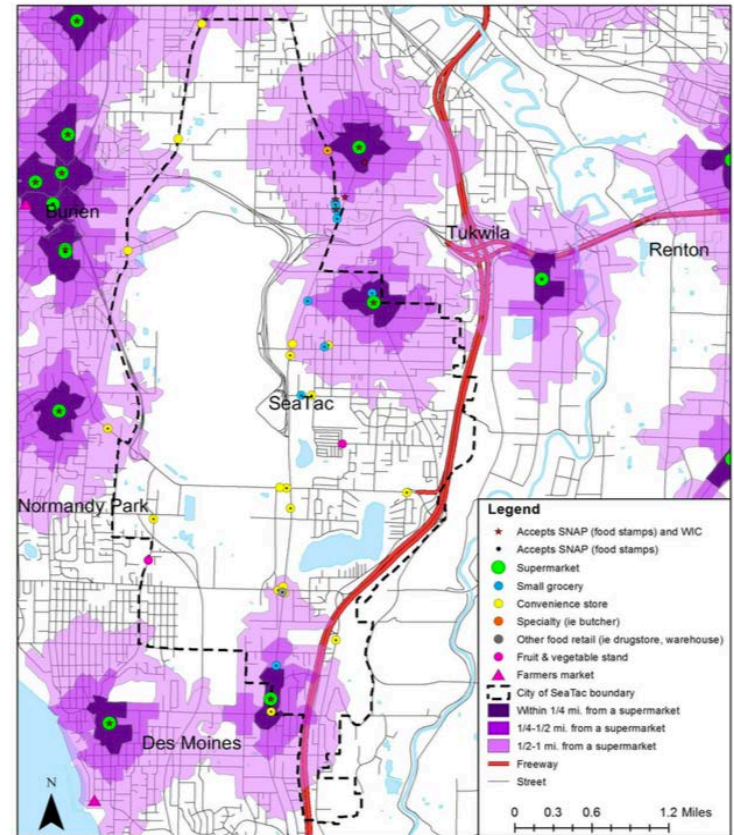 Burien
Tukwila
Renton
SeaTac
Normandy Park
Des Moines
N
Legend
Accepts SNAP (food stamps) and WIC
Accepts SNAP (food stamps)
Supermarket
Small grocery
Convenience store
Specialty (ie butcher)
Other food retail (ie drugstore, warehouse)
Fruit & vegetable stand
Farmers market
City of SeaTac boundary
Within 1/4 mi. from a supermarket
1/4-1/2 mi. from a supermarket
1/2-1 mi. from a supermarket
Freeway
Street
0 0.3 0.6 1.2 Miles